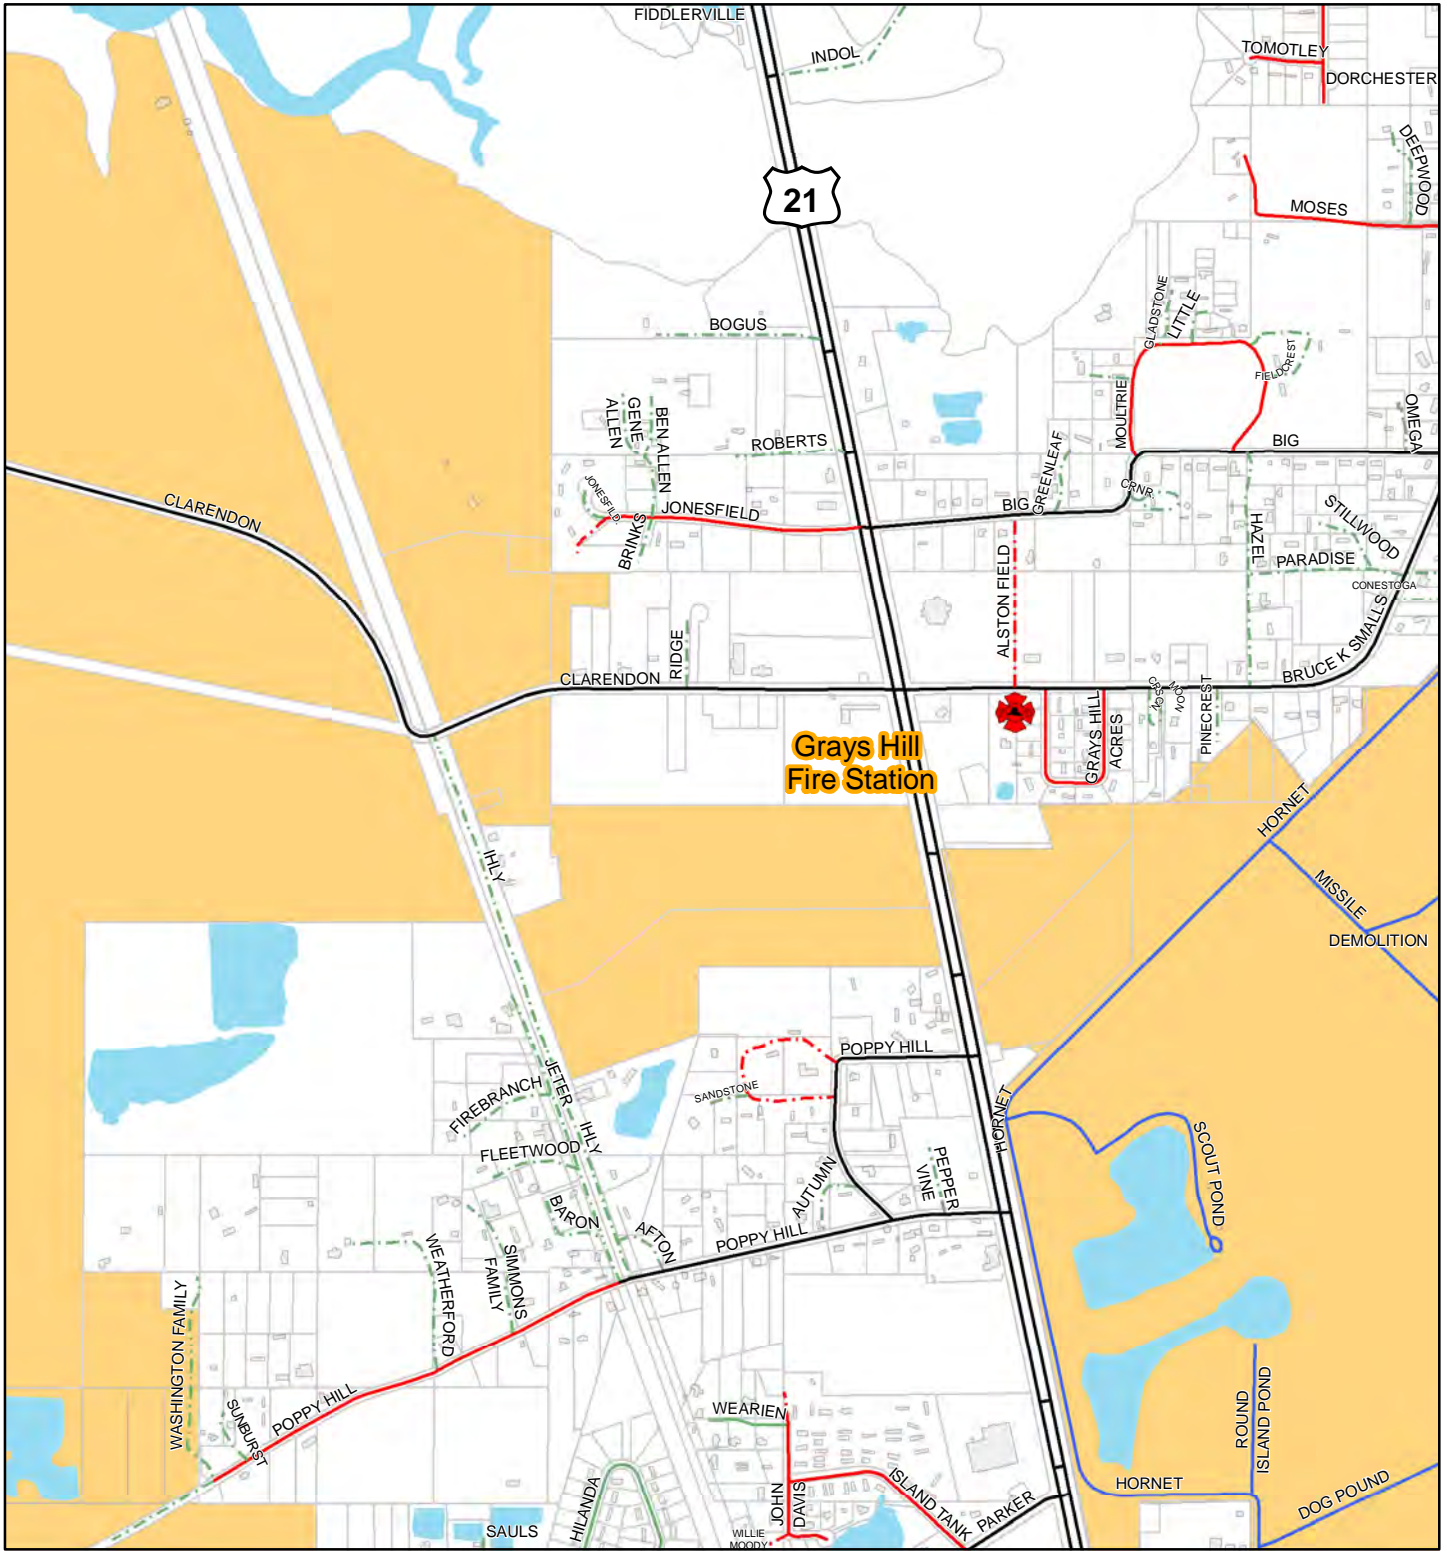 FIDDLERVILLE
INDOL
TOMOTLEY
DORCHESTER
DEEPWOOD
21
MOSES
GLADSTONE
LITTLE
BOGUS
FIELDCREST
MOULTRIE
OMEGA
ALLEN
GENE
BEN ALLEN
ROBERTS
BIG
GREENLEAF
CRNR.
JONESFILD.
JONESFIELD
BIG
CLARENDON
STILLWOOD
HAZEL
BRINKS
PARADISE
CONESTOGA
ALSTON FIELD
RIDGE
BRUCE K SMALLS
CLARENDON
CRSON
MOON
PINECREST
GRAYS HILL
ACRES
Grays Hill
Fire Station
HORNET
IHLY
MISSILE
DEMOLITION
POPPY HILL
JETER
FIREBRANCH
SANDSTONE
HORNET
IHLY
FLEETWOOD
SCOUT POND
AUTUMN
PEPPER
VINE
BARON
AFTON
POPPY HILL
WEATHERFORD
SIMMONS
FAMILY
WASHINGTON FAMILY
POPPY HILL
SUNBURST
WEARIEN
ROUND
ISLAND POND
HORNET
DOG POUND
ISLAND TANK
PARKER
JOHN
DAVIS
HILANDA
SAULS
WILLIE
MOODY